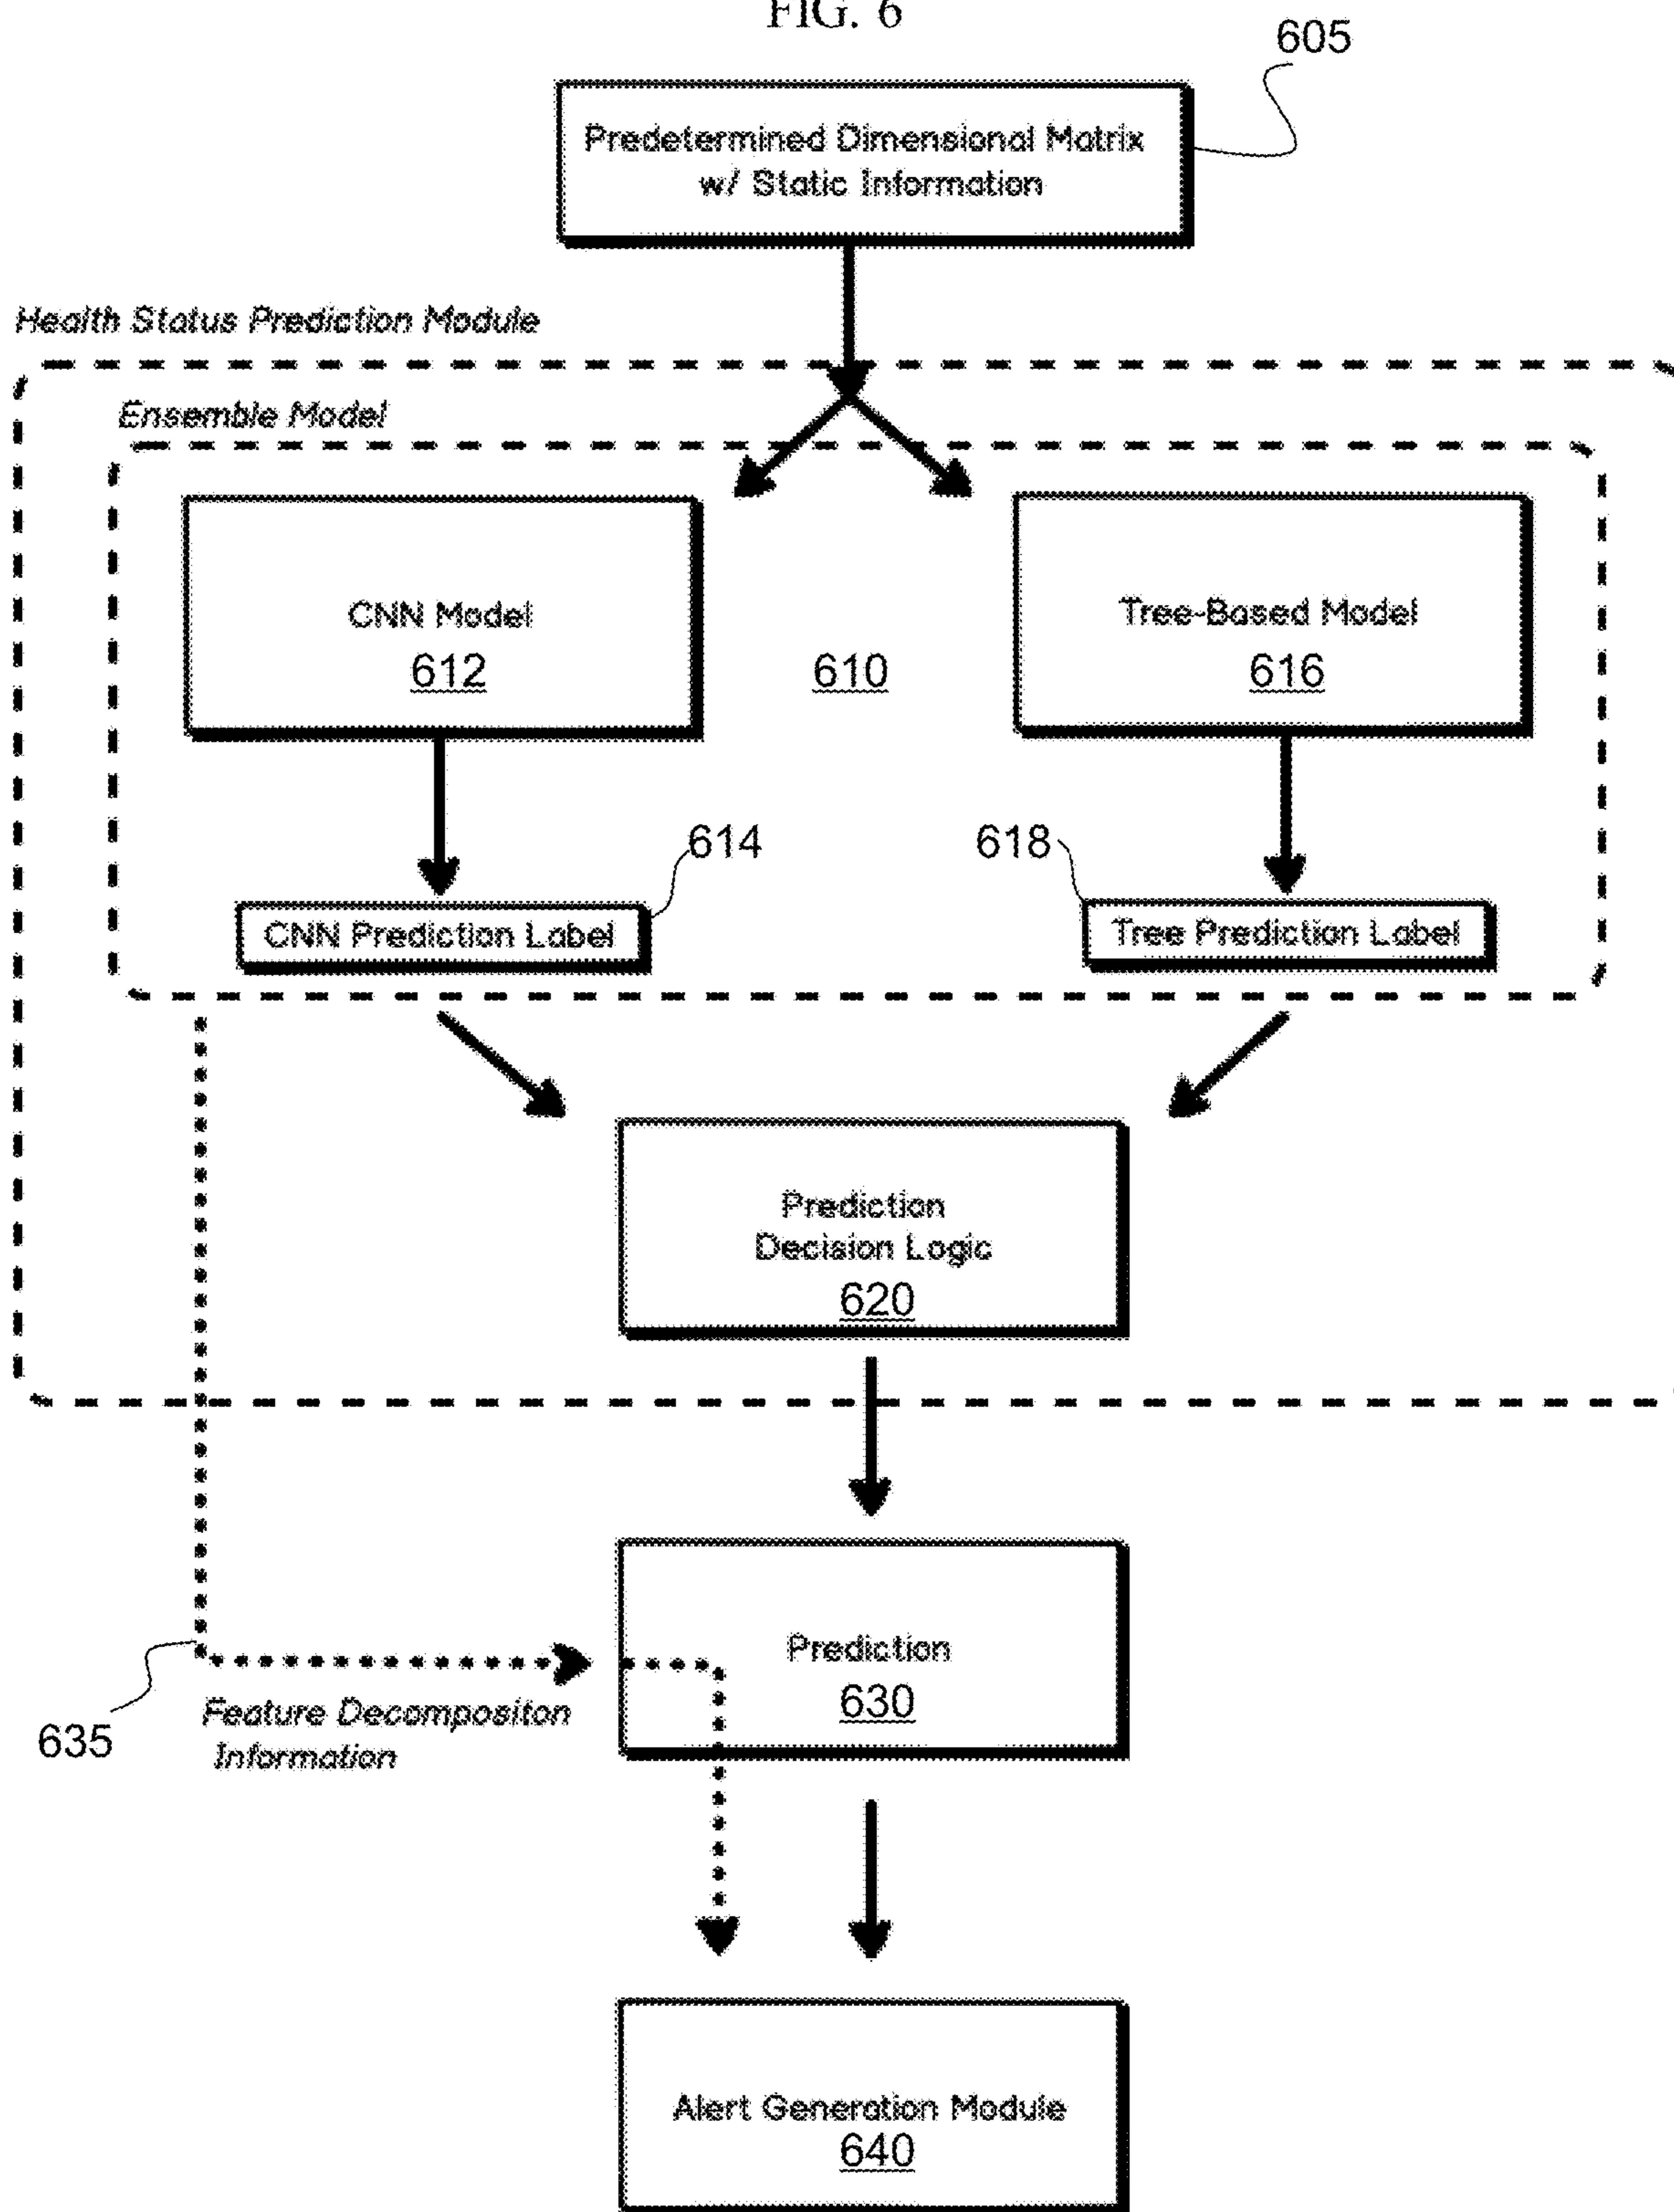 FIG. 6
605
Predetermined Dimensional Matrix
w/ Static Information
Health Status Prediction Module
Ensemble Model
CNN Model
612
610
Tree-Based Model
616
614
618
CNN Prediction Label
Tree Prediction Label
Prediction
Decision Logic
620
Prediction
630
635
Feature Decompositon
Information
Alert Generation Module
640